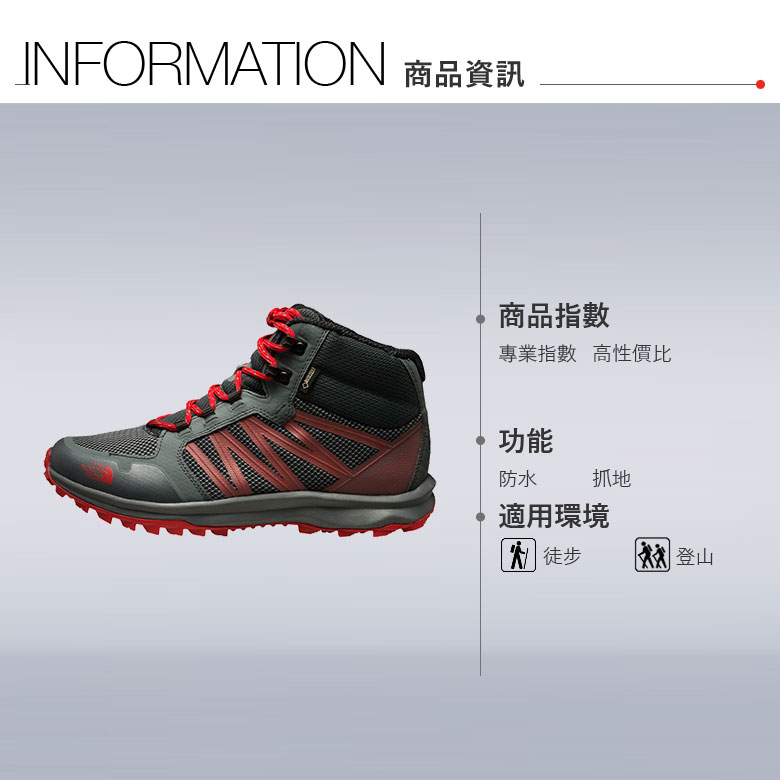 INFORMATION 商品資訊
商品指數
專業指數 高性價比
功能
防水 抓地
適用環境
徒步 登山